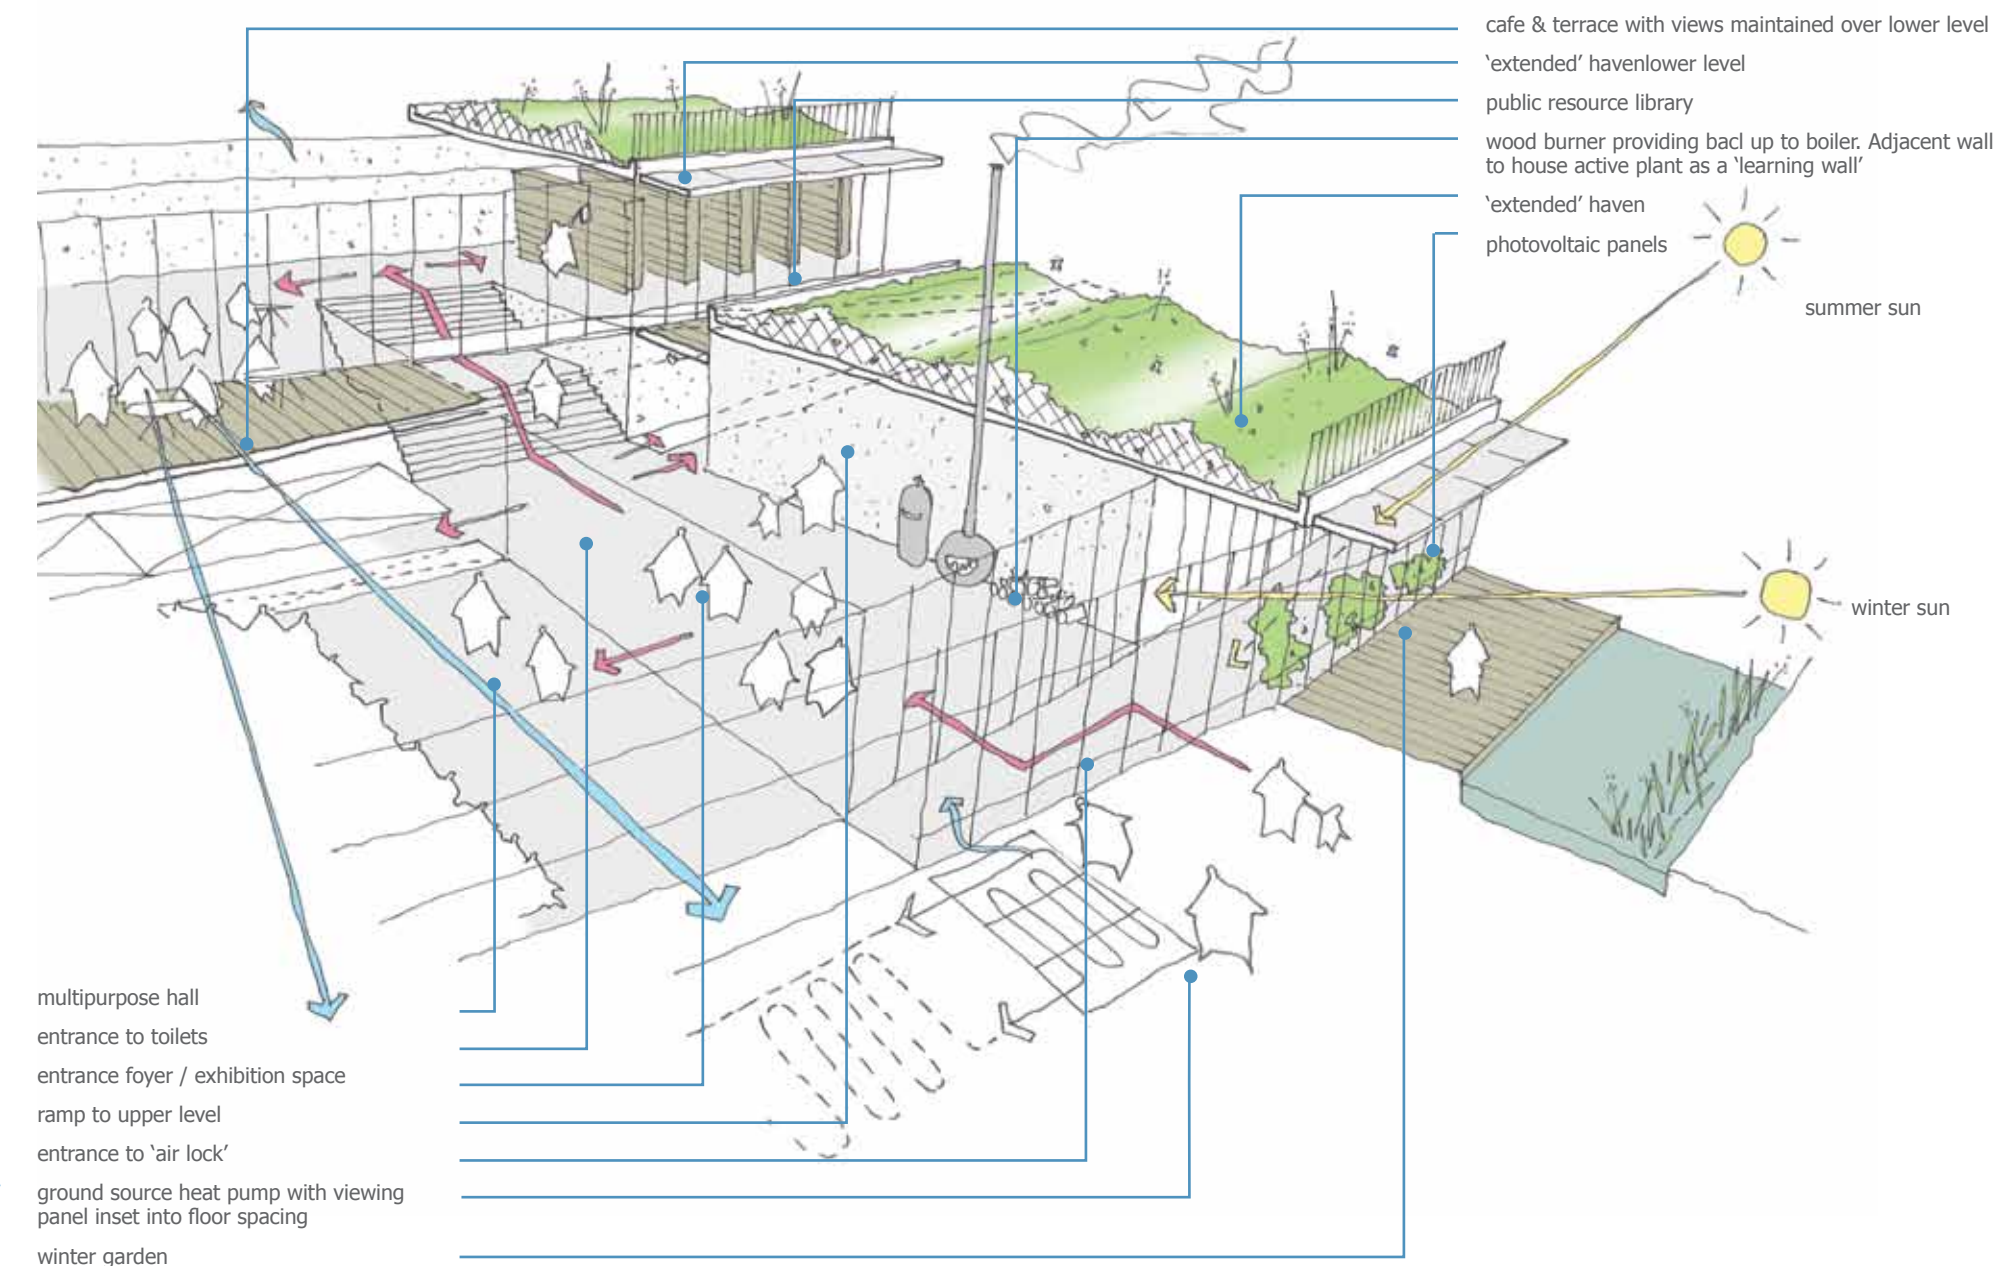 cafe & terrace with views maintained over lower level
‘extended’ havenlower level
public resource library
wood burner providing bacl up to boiler. Adjacent wall
to house active plant as a ‘learning wall’
‘extended’ haven
photovoltaic panels
summer sun
winter sun
multipurpose hall
entrance to toilets
entrance foyer / exhibition space
ramp to upper level
entrance to ‘air lock’
ground source heat pump with viewing
panel inset into floor spacing
winter garden